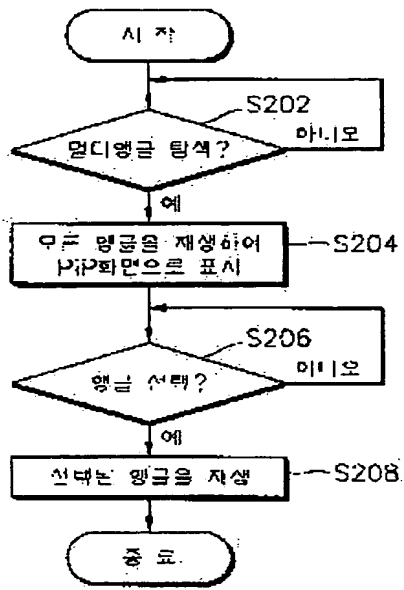 시 작
S202
멀티앵글 탐색?
아니오
예
모든 앵글을 재생하여
PIP화면으로 표시
S204
S206
앵글 선택?
아니오
예
선택된 앵글을 재생
S208
종 료